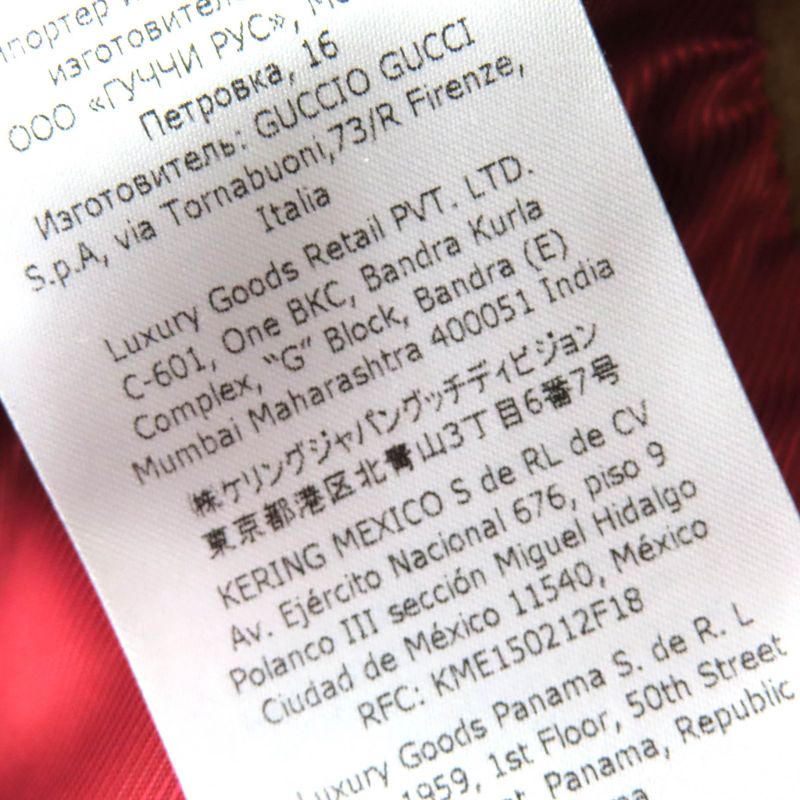 изготовитель
ООО «ГУЧЧИ РУС»,
Петровка, 16
Изготовитель: GUCCIO GUCCI
S.p.A, via Tornabuoni,73/R Firenze,
Italia
Luxury Goods Retail PVT. LTD.
C-601, One BKC, Bandra Kurla
Complex, “G” Block, Bandra (E)
Mumbai Maharashtra 400051 India
㈱ケリングジャパングッチディビジョン
東京都港区北青山3丁目6番7号
KERING MEXICO S de RL de CV
Av. Ejército Nacional 676, piso 9
Polanco III sección Miguel Hidalgo
Ciudad de México 11540, México
RFC: KME150212F18
Luxury Goods Panama S. de R. L
1959, 1st Floor, 50th Street
Panama, Republic